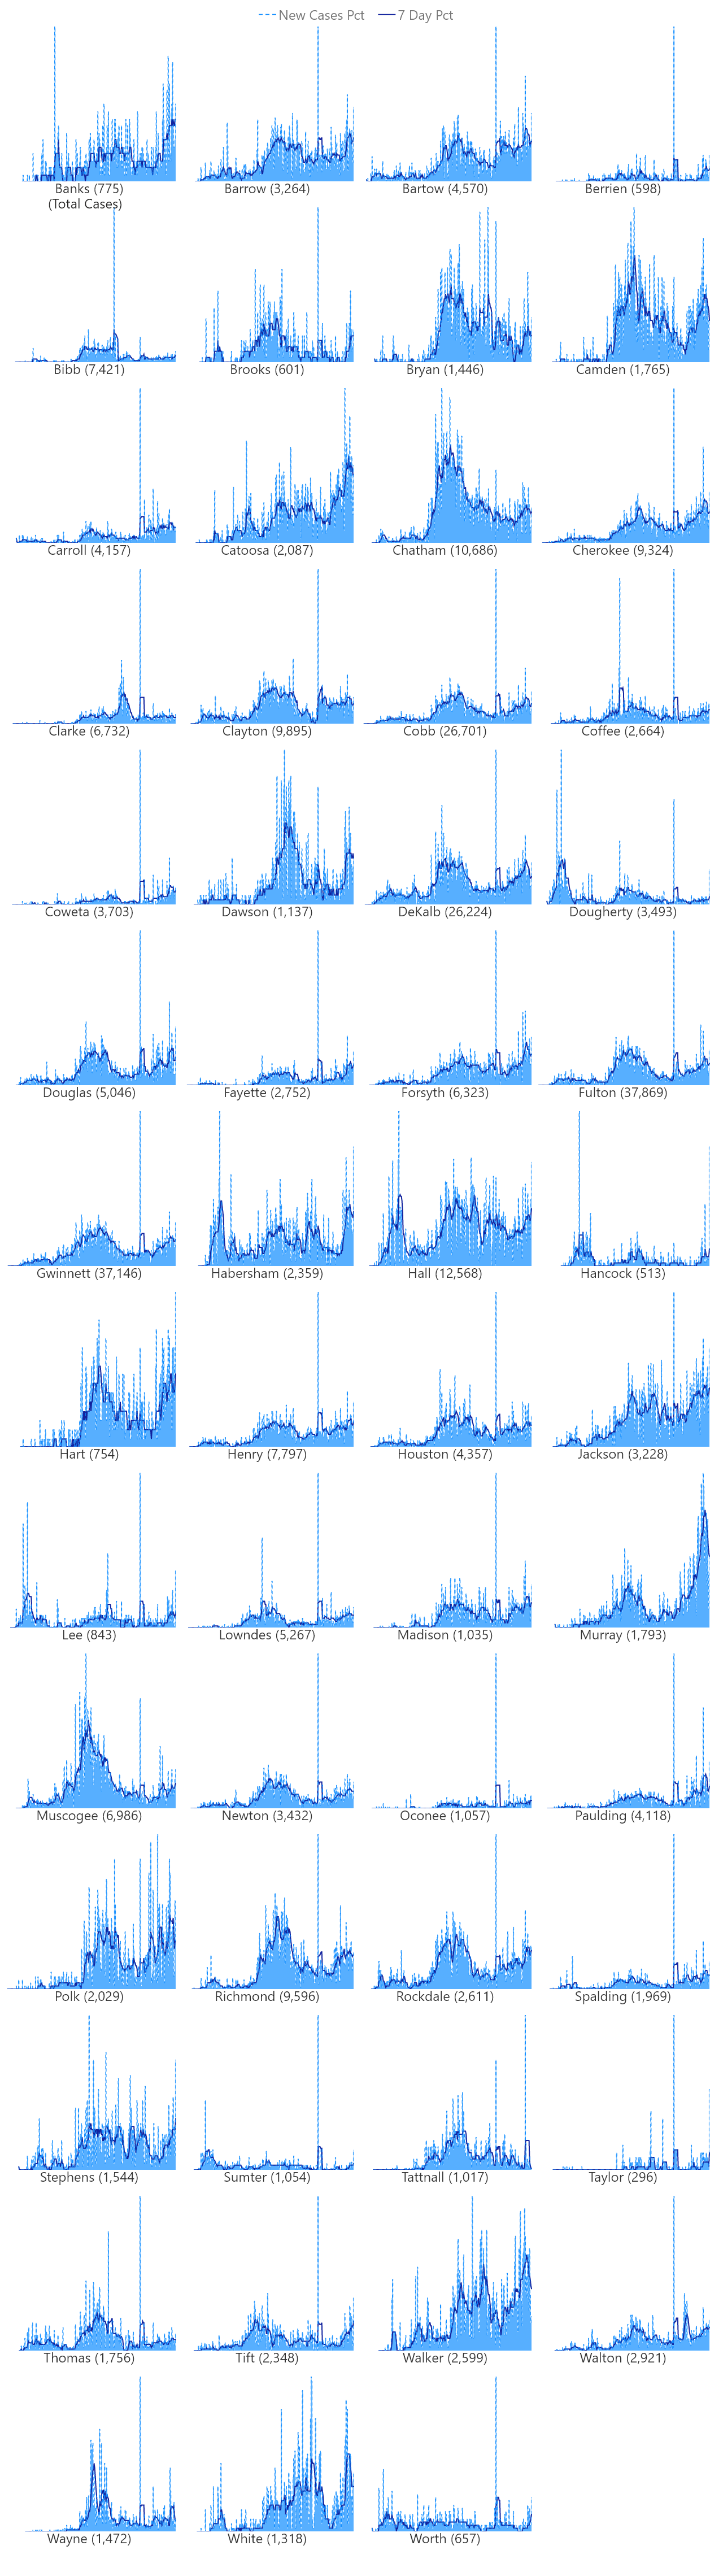 New Cases Pct 7 Day Pct
Banks (775) Barrow (3,264) Bartow (4,570) Berrien (598)
(Total Cases)
Bibb (7,421) Brooks (601) Bryan (1,446) Camden (1,765)
Carroll (4,157) Catoosa (2,087) Chatham (10,686) Cherokee (9,324)
Clarke (6,732) Clayton (9,895) Cobb (26,701) Coffee (2,664)
Coweta (3,703) Dawson (1,137) DeKalb (26,224) Dougherty (3,493)
Douglas (5,046) Fayette (2,752) Forsyth (6,323) Fulton (37,869)
Gwinnett (37,146) Habersham (2,359) Hall (12,568) Hancock (513)
Hart (754) Henry (7,797) Houston (4,357) Jackson (3,228)
Lee (843) Lowndes (5,267) Madison (1,035) Murray (1,793)
Muscogee (6,986) Newton (3,432) Oconee (1,057) Paulding (4,118)
Polk (2,029) Richmond (9,596) Rockdale (2,611) Spalding (1,969)
Stephens (1,544) Sumter (1,054) Tattnall (1,017) Taylor (296)
Thomas (1,756) Tift (2,348) Walker (2,599) Walton (2,921)
Wayne (1,472) White (1,318) Worth (657)